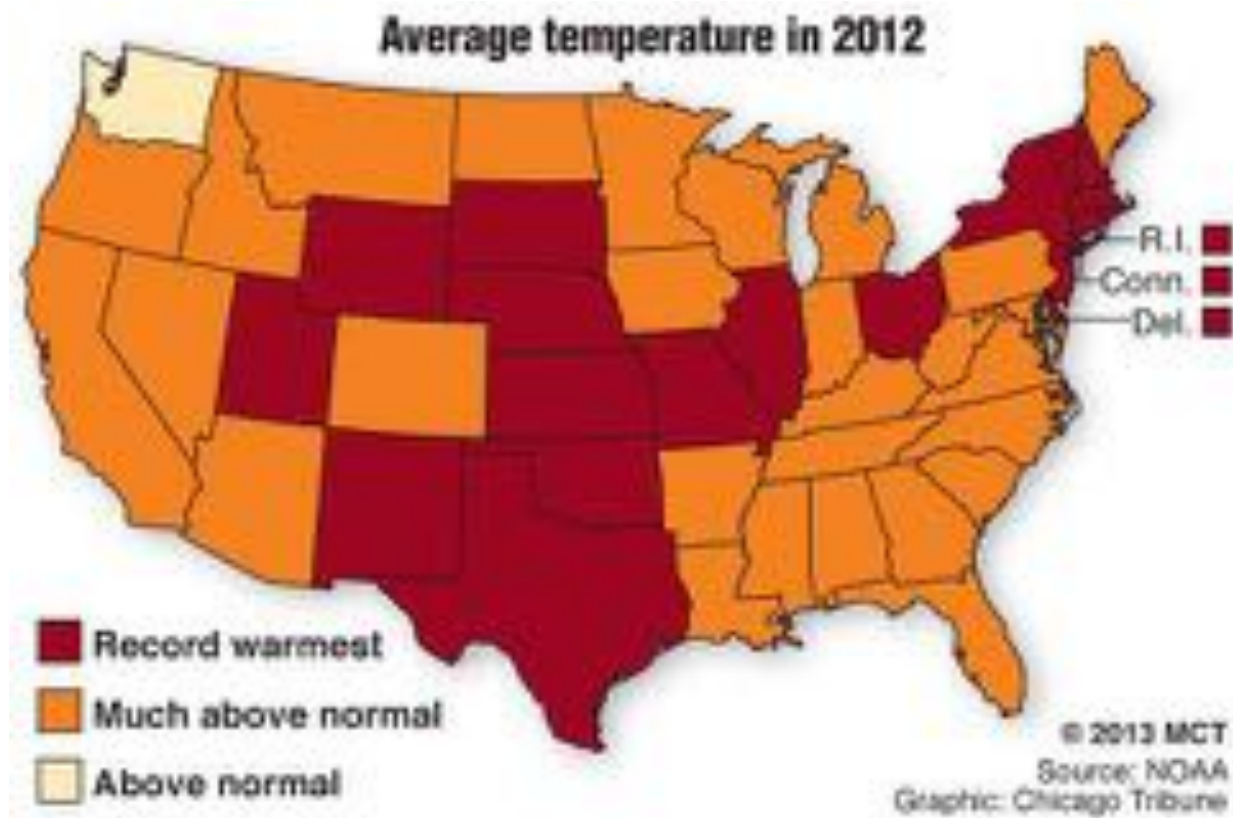 Average temperature in 2012
R.I.
Conn.
Del.
Record warmest
Much above normal
Above normal
© 2013 MCT
Source: NOAA
Graphic: Chicago Tribune